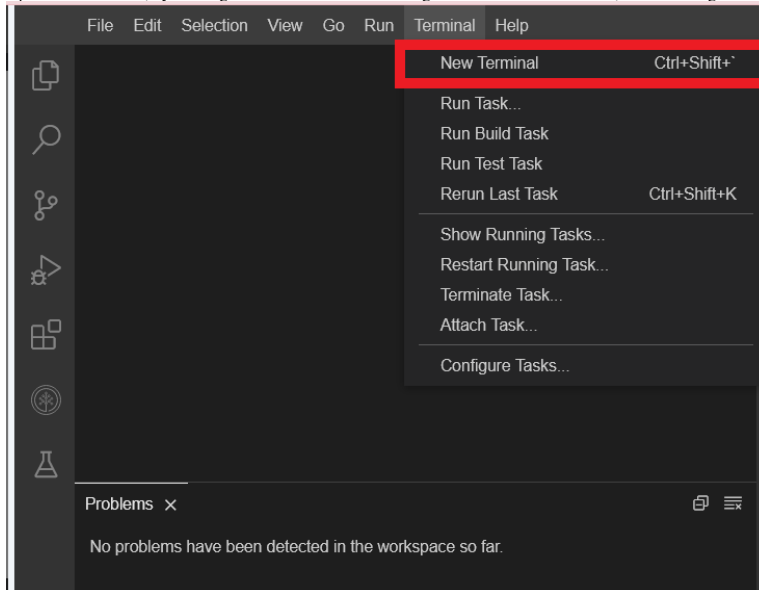 File Edit Selection View Go Run Terminal Help
New Terminal Ctrl+Shift+`
Run Task...
Run Build Task
Run Test Task
Rerun Last Task Ctrl+Shift+K
Show Running Tasks...
Restart Running Task...
Terminate Task...
Attach Task...
Configure Tasks...
Problems ×
No problems have been detected in the workspace so far.